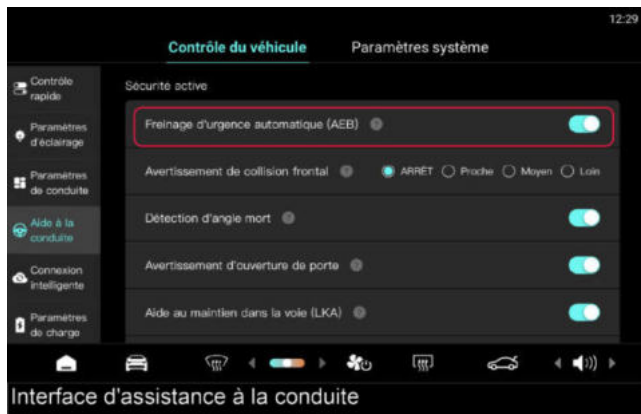 12:29
Contrôle du véhicule Paramètres système
Contrôle
rapide
Paramètres
d'éclairage
Paramètres
de conduite
Aide à la
conduite
Connexion
intelligente
Paramètres
de charge
Sécurité active
Freinage d'urgence automatique (AEB)
Avertissement de collision frontal ARRÊT Proche Moyen Loin
Détection d'angle mort
Avertissement d'ouverture de porte
Aide au maintien dans la voie (LKA)
Interface d'assistance à la conduite